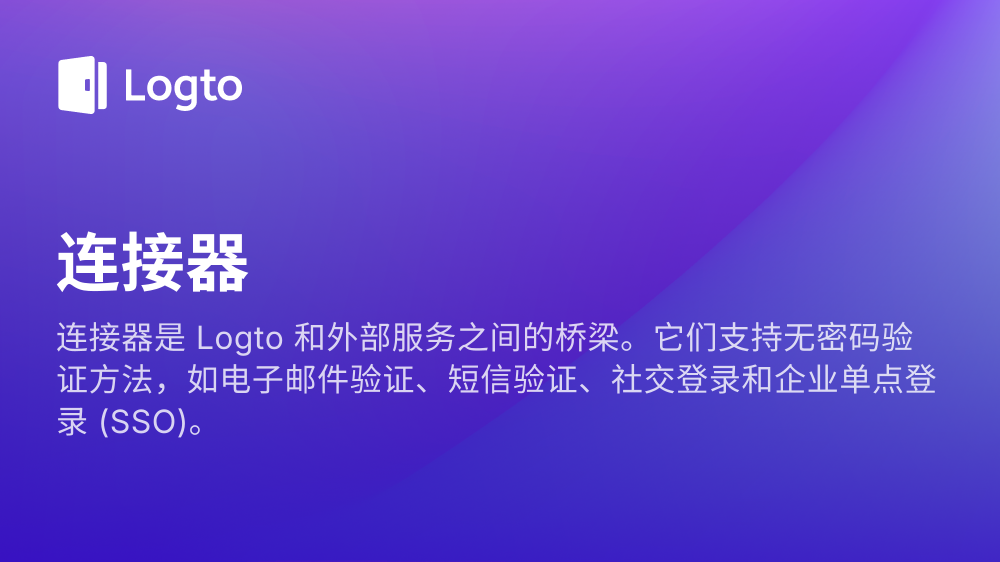 Logto
连接器
连接器是 Logto 和外部服务之间的桥梁。它们支持无密码验
证方法，如电子邮件验证、短信验证、社交登录和企业单点登
录 (SSO)。